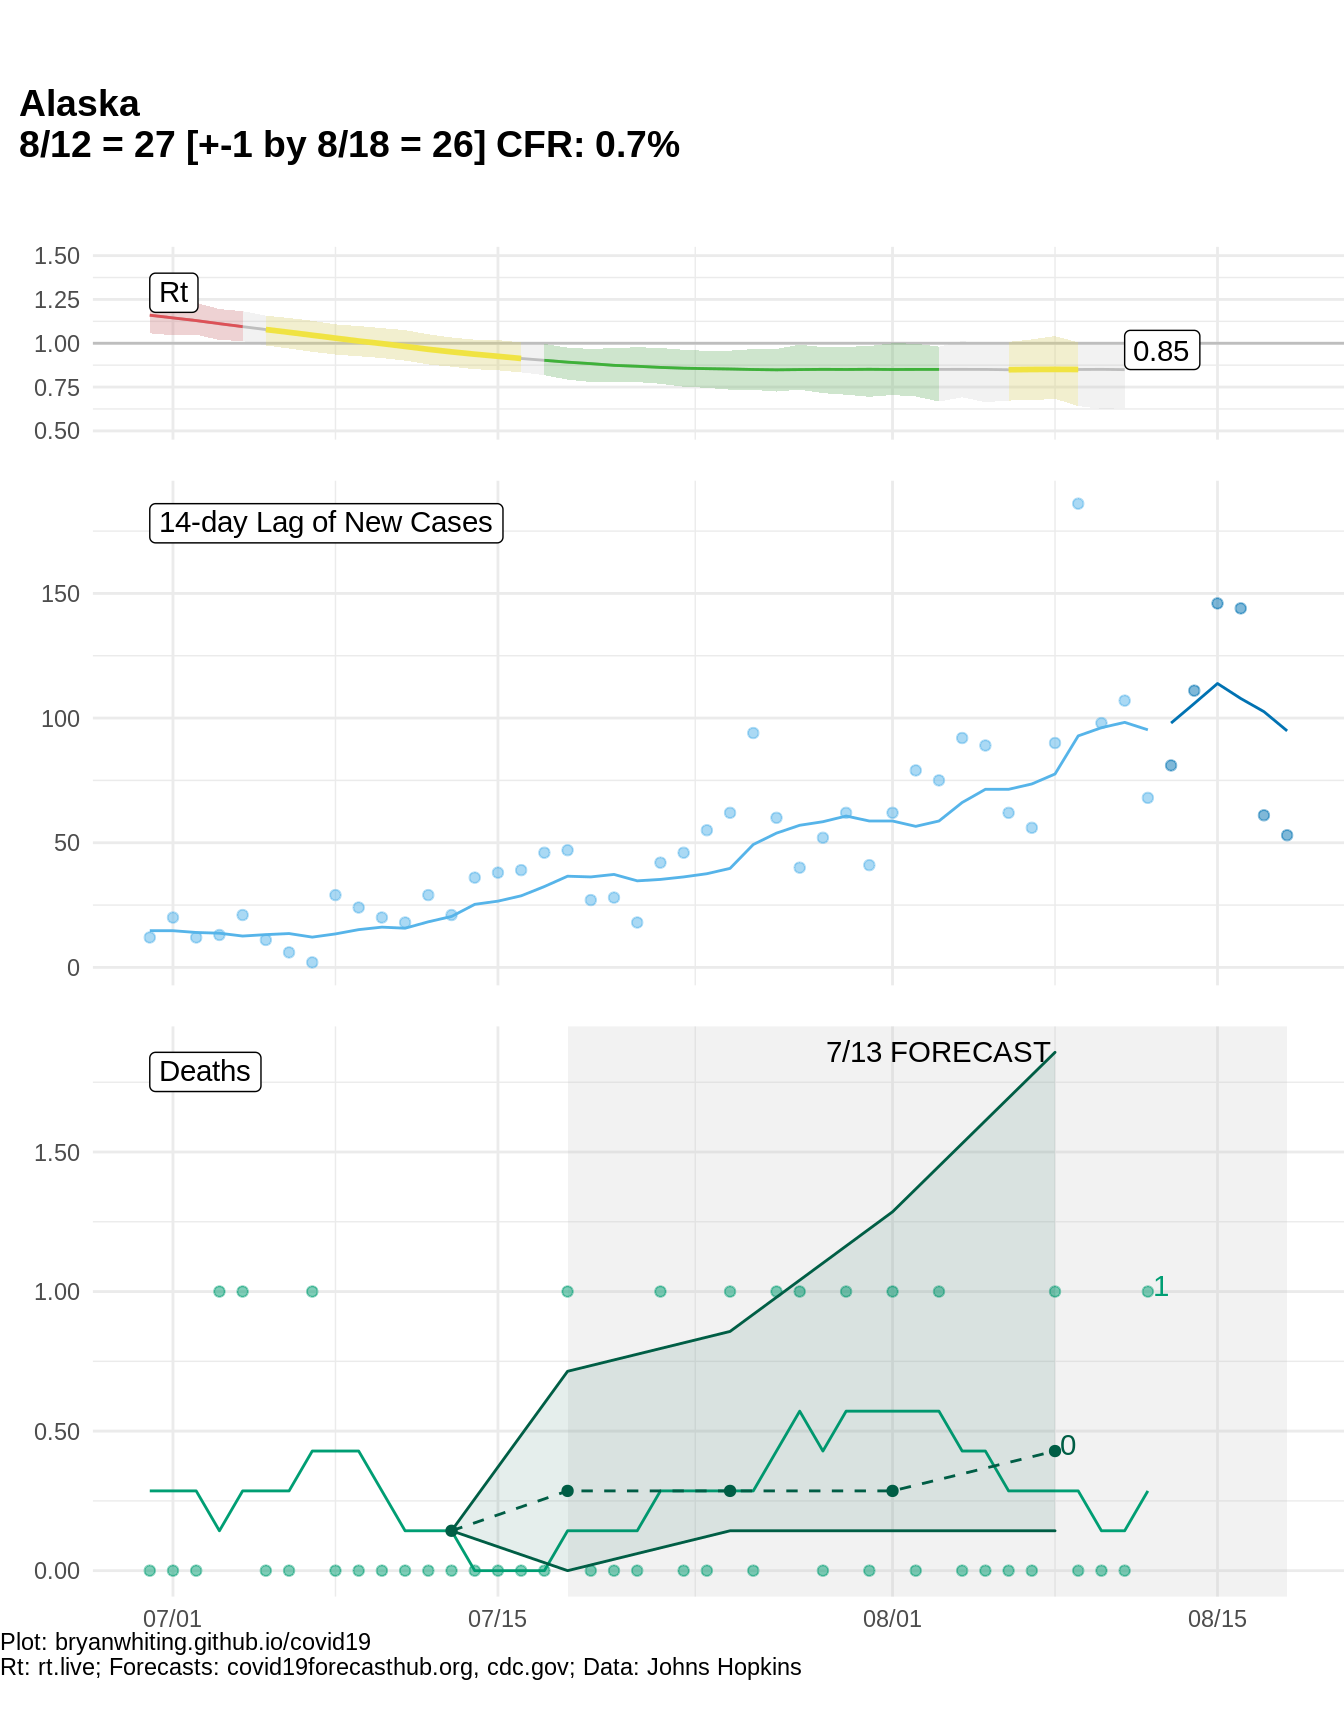 Alaska
8/12 = 27 [+-1 by 8/18 = 26] CFR: 0.7%
1.50
1.25
1.00
0.75
0.50
Rt
0.85
14-day Lag of New Cases
150
100
50
0
Deaths
7/13 FORECAST
1.50
1.00
0.50
0.00
1
0
07/01 07/15 08/01 08/15
Plot: bryanwhiting.github.io/covid19
Rt: rt.live; Forecasts: covid19forecasthub.org, cdc.gov; Data: Johns Hopkins